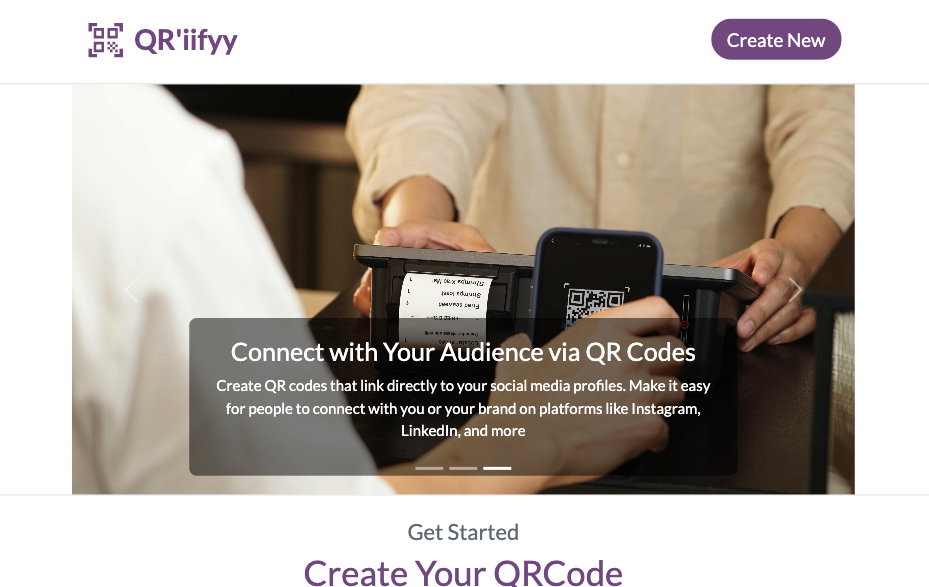 QR'iifyy
Create New
Connect with Your Audience via QR Codes
Create QR codes that link directly to your social media profiles. Make it easy
for people to connect with you or your brand on platforms like Instagram,
LinkedIn, and more
Get Started
Create Your QRCode